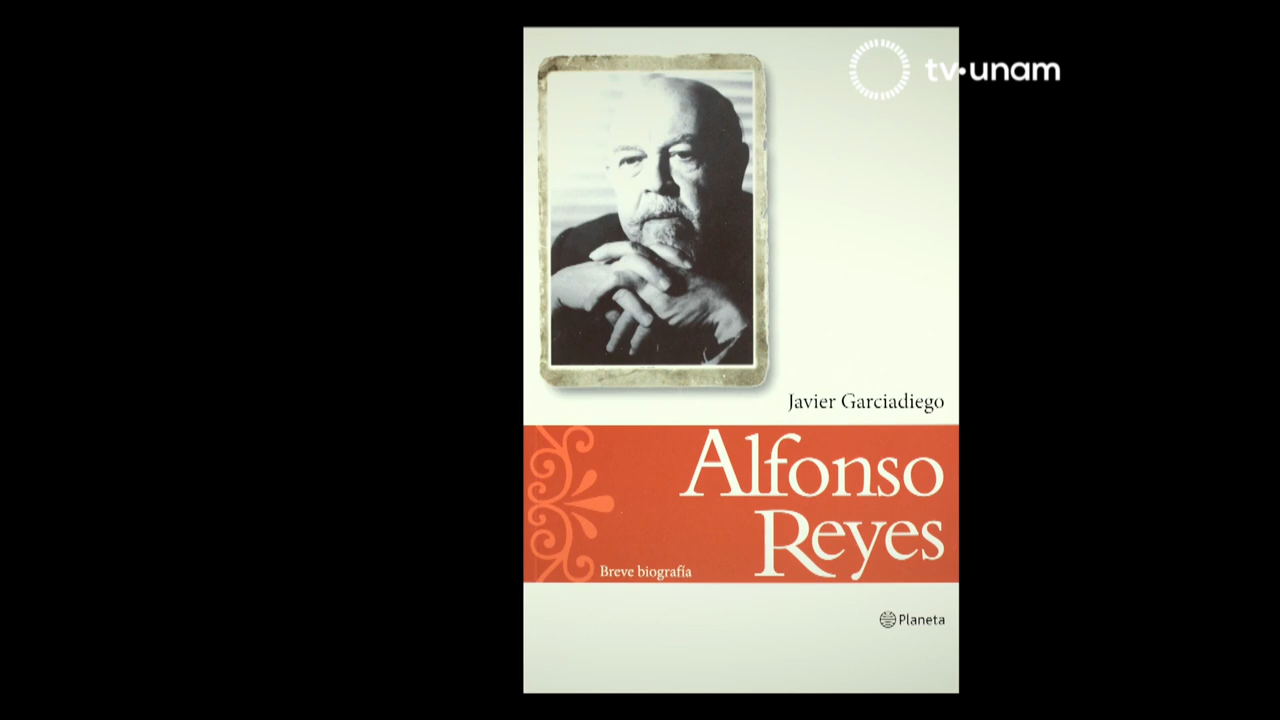 tv·unam
Javier Garciadiego
Alfonso
Reyes
Breve biografía
Planeta